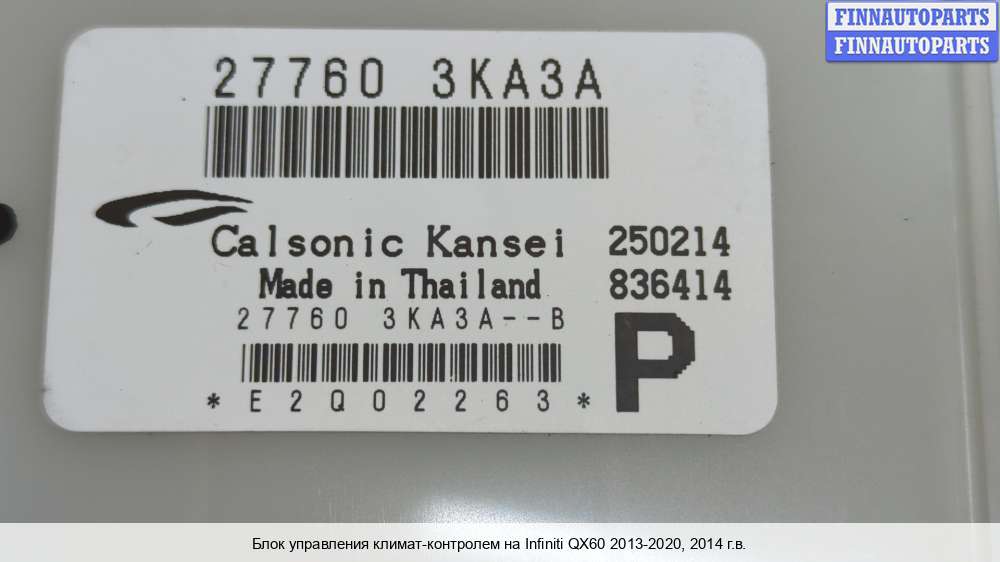 FINNAUTOPARTS
FINNAUTOPARTS
27760 3KA3A
Calsonic Kansei 250214
Made in Thailand 836414
27760 3KA3A--B
P
*E2Q02263*
Блок управления климат-контролем на Infiniti QX60 2013-2020, 2014 г.в.